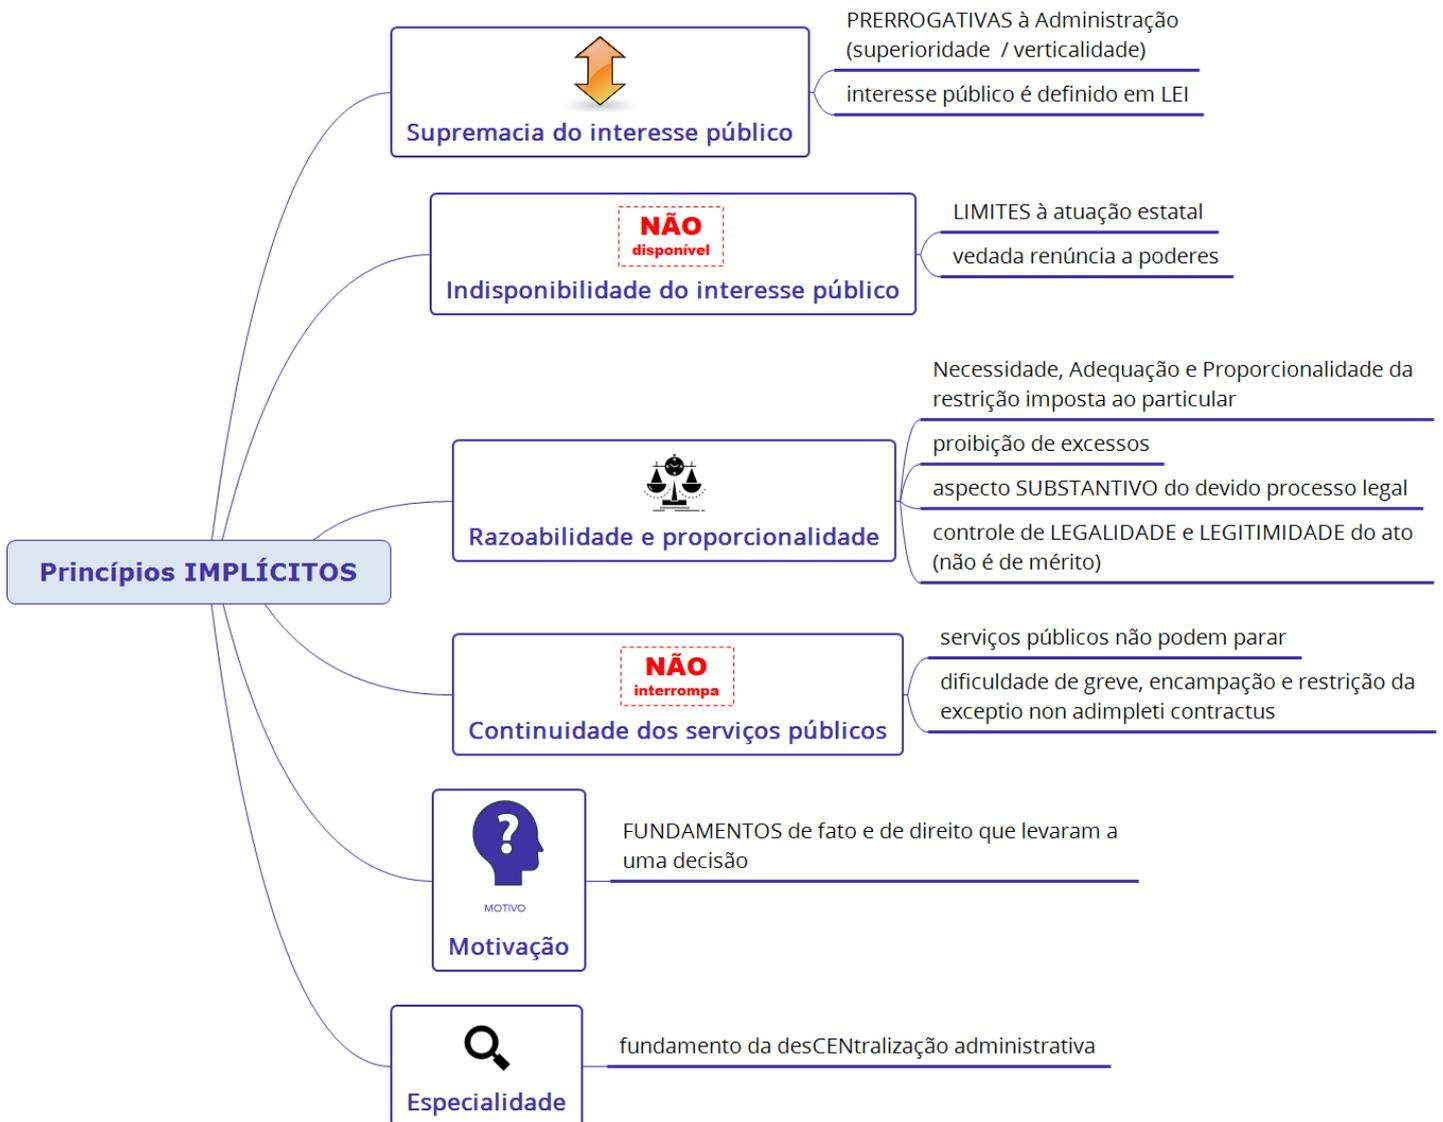 PRERROGATIVAS à Administração
(superioridade / verticalidade)
interesse público é definido em LEI
Supremacia do interesse público
NÃO
disponível
Indisponibilidade do interesse público
LIMITES à atuação estatal
vedada renúncia a poderes
Necessidade, Adequação e Proporcionalidade da
restrição imposta ao particular
proibição de excessos
aspecto SUBSTANTIVO do devido processo legal
controle de LEGALIDADE e LEGITIMIDADE do ato
(não é de mérito)
Razoabilidade e proporcionalidade
Princípios IMPLÍCITOS
NÃO
interrompa
Continuidade dos serviços públicos
serviços públicos não podem parar
dificuldade de greve, encampação e restrição da
exceptio non adimpleti contractus
?
MOTIVO
Motivação
FUNDAMENTOS de fato e de direito que levaram a
uma decisão
Especialidade
fundamento da desCENtralização administrativa